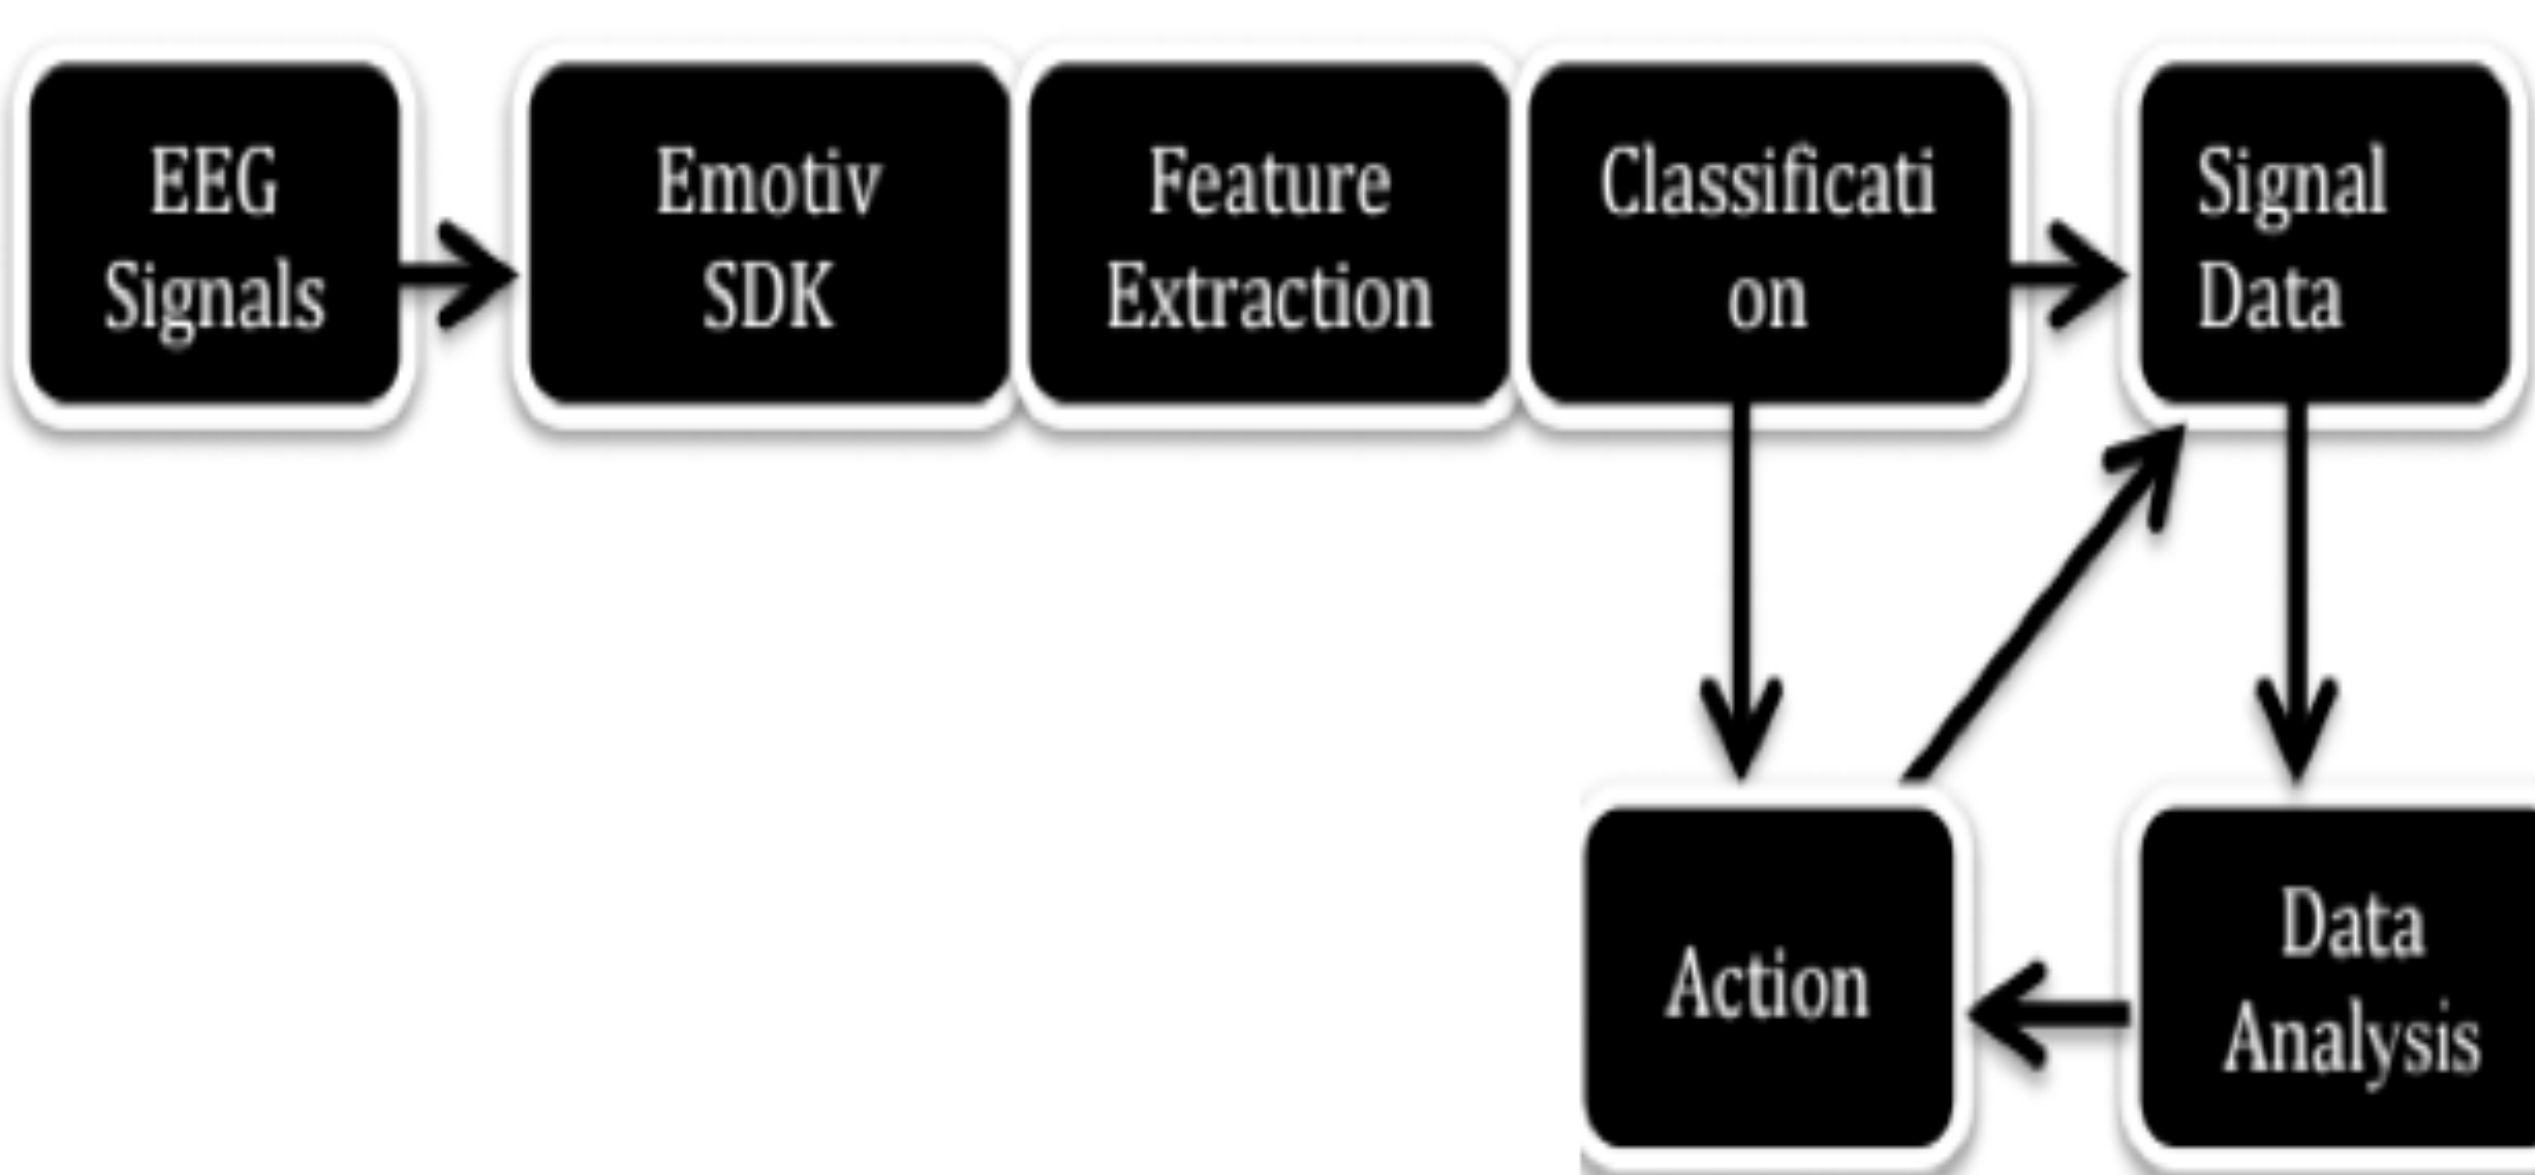 EEG
Signals
Emotiv
SDK
Feature
Extraction
Classificati
on
Signal
Data
Action
Data
Analysis